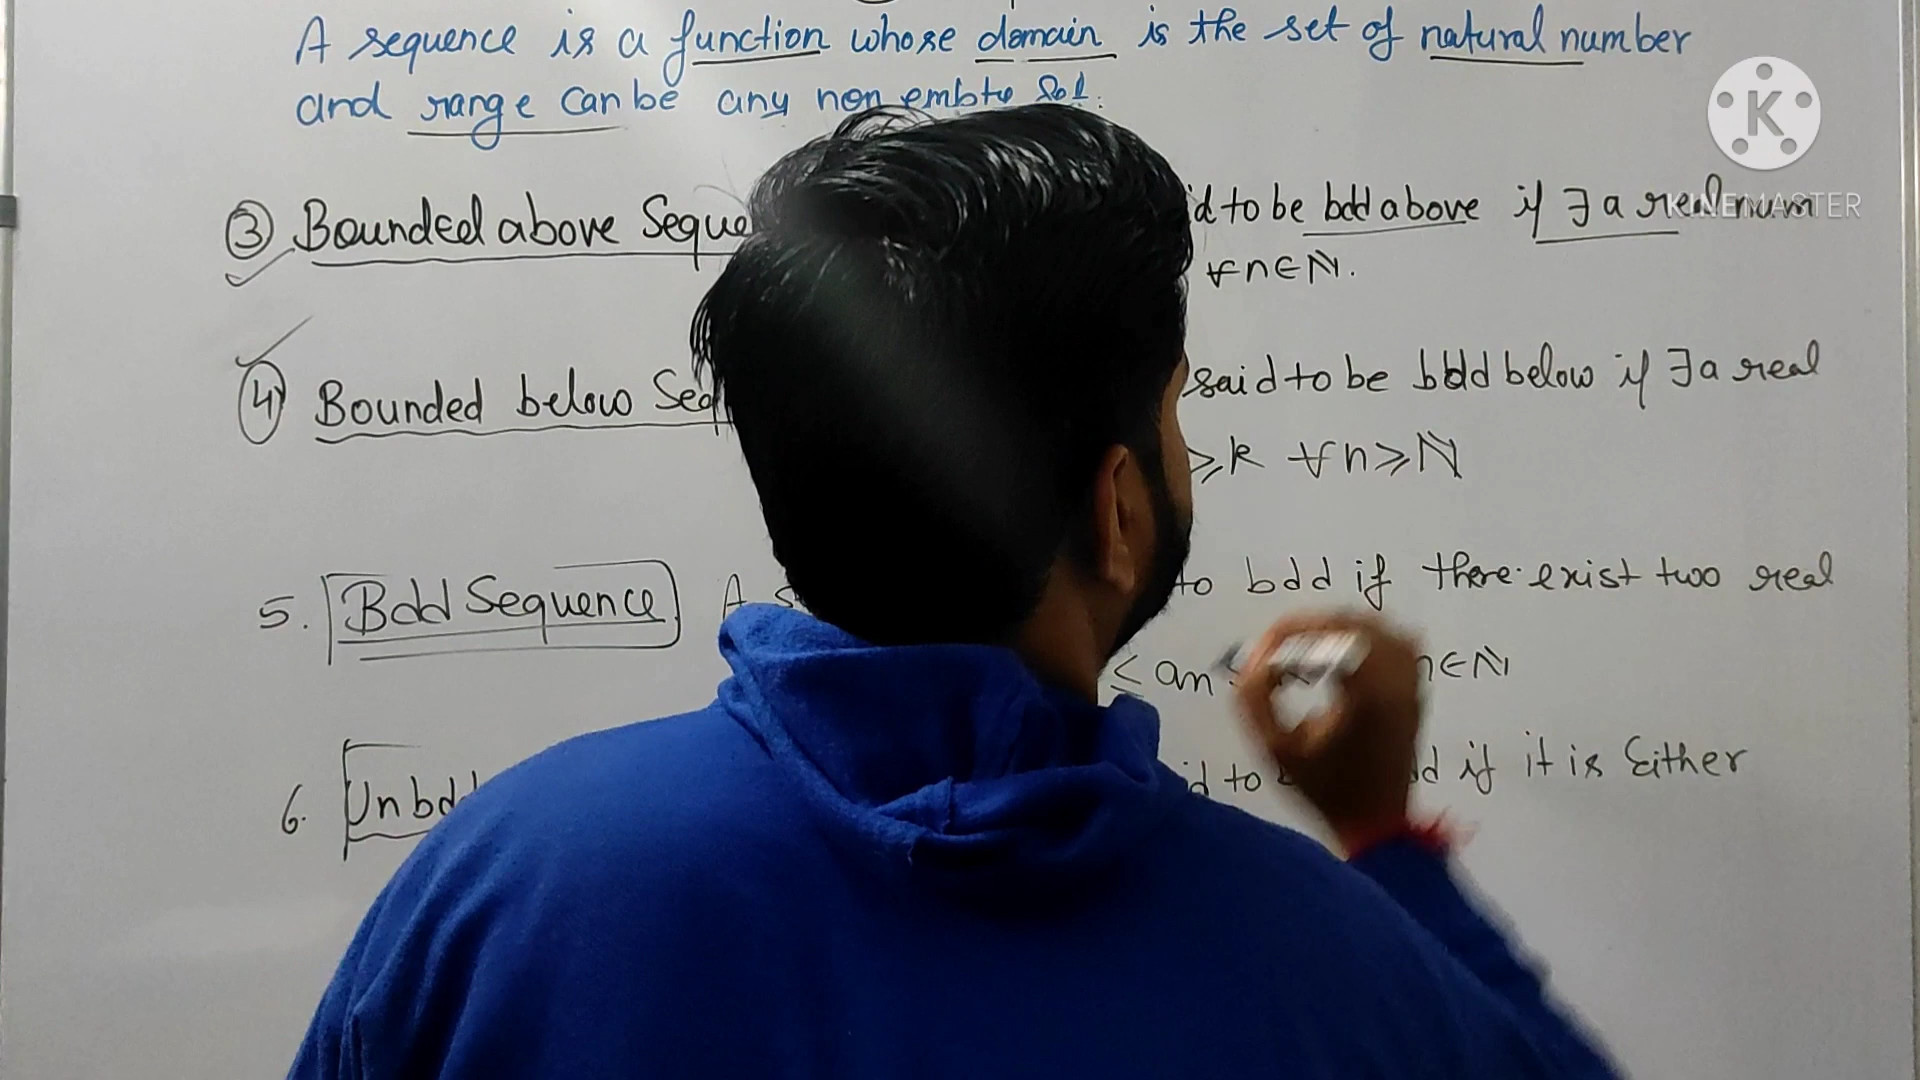 A sequence is a function whose domain is the set of natural number
and range can be any non empty Set.
K
KINEMASTER
③ Bounded above Seque d to be bdd above if ∃ a real num
∀ n ∈ ℕ.
④ Bounded below Seq said to be bdd below if ∃ a real
≥ k ∀ n ≥ ℕ
5. Bdd Sequence A s to bdd if there exist two real
≤ an n ∈ ℕ
6. Unbdd d to d if it is Either